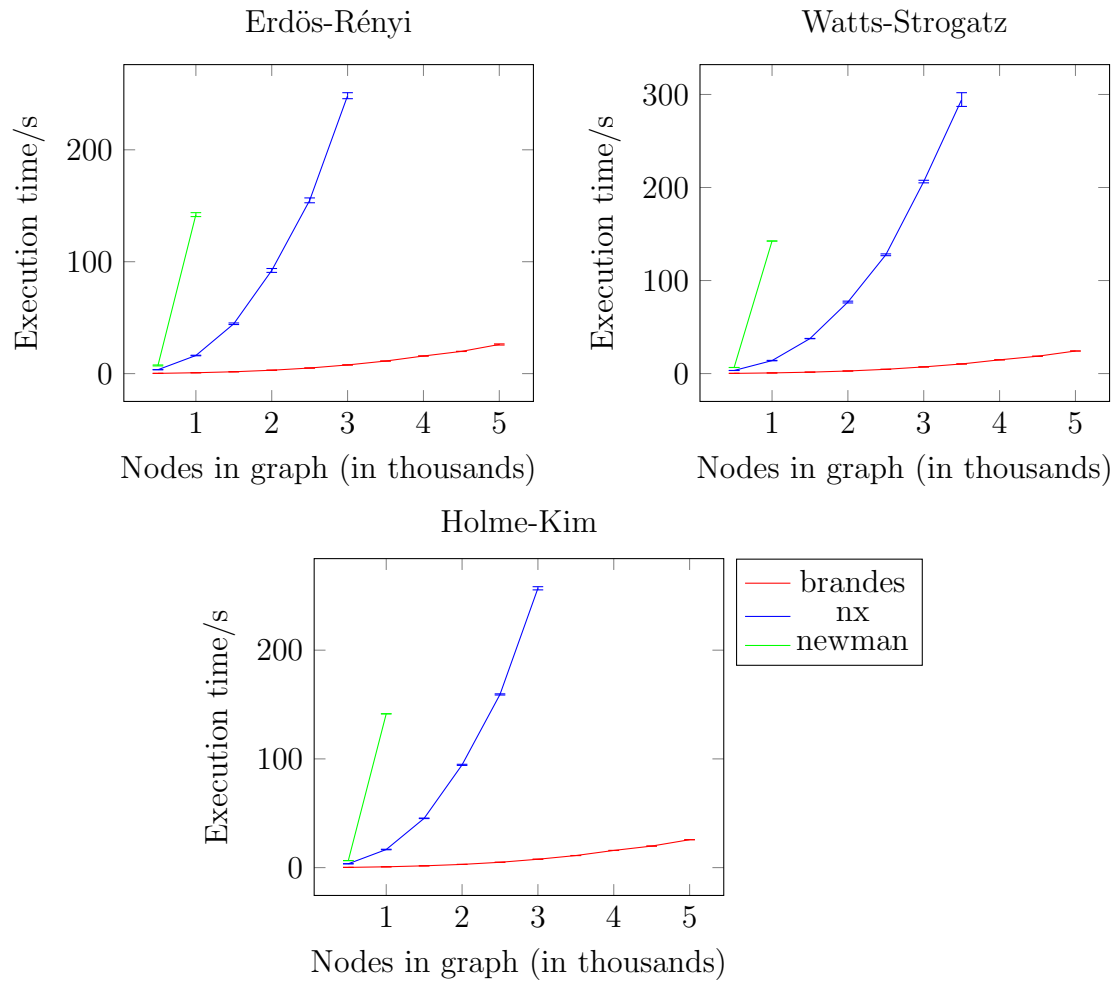 Erdös-Rényi
Execution time/s
200
100
0
1 2 3 4 5
Nodes in graph (in thousands)
Watts-Strogatz
Execution time/s
300
200
100
0
1 2 3 4 5
Nodes in graph (in thousands)
Holme-Kim
Execution time/s
200
100
0
1 2 3 4 5
Nodes in graph (in thousands)
brandes
nx
newman